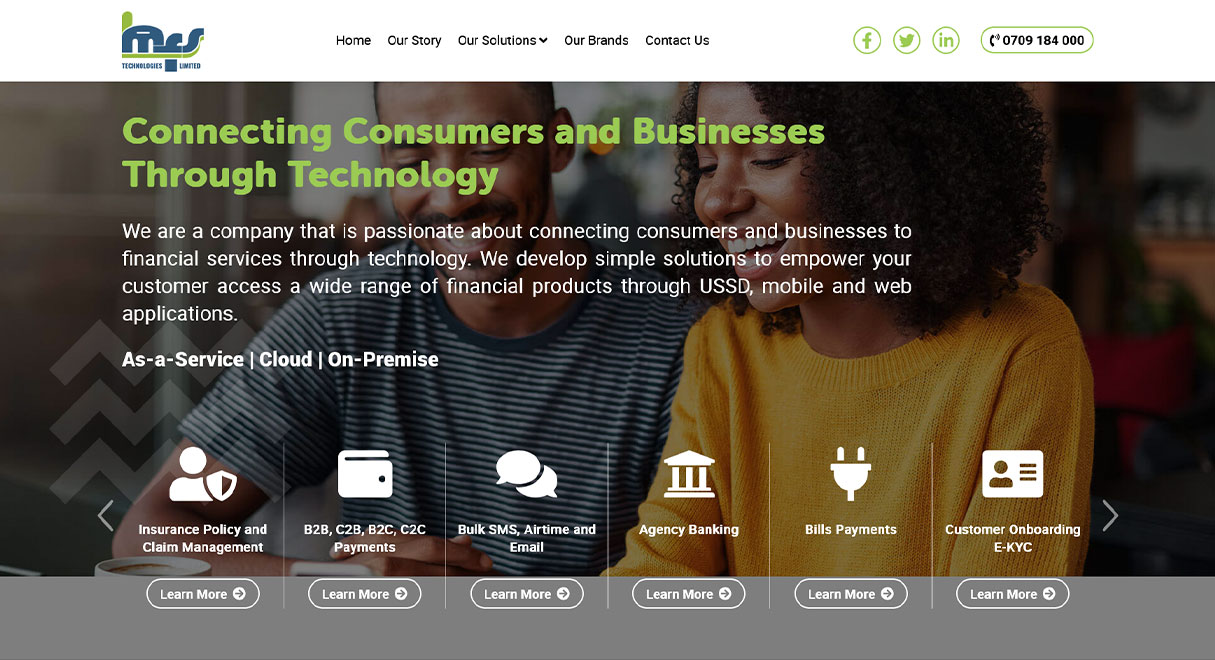 mfs
TECHNOLOGIES LIMITED
Home Our Story Our Solutions Our Brands Contact Us
0709 184 000
Connecting Consumers and Businesses
Through Technology
We are a company that is passionate about connecting consumers and businesses to
financial services through technology. We develop simple solutions to empower your
customer access a wide range of financial products through USSD, mobile and web
applications.
As-a-Service | Cloud | On-Premise
Insurance Policy and
Claim Management
Learn More
B2B, C2B, B2C, C2C
Payments
Learn More
Bulk SMS, Airtime and
Email
Learn More
Agency Banking
Learn More
Bills Payments
Learn More
Customer Onboarding
E-KYC
Learn More